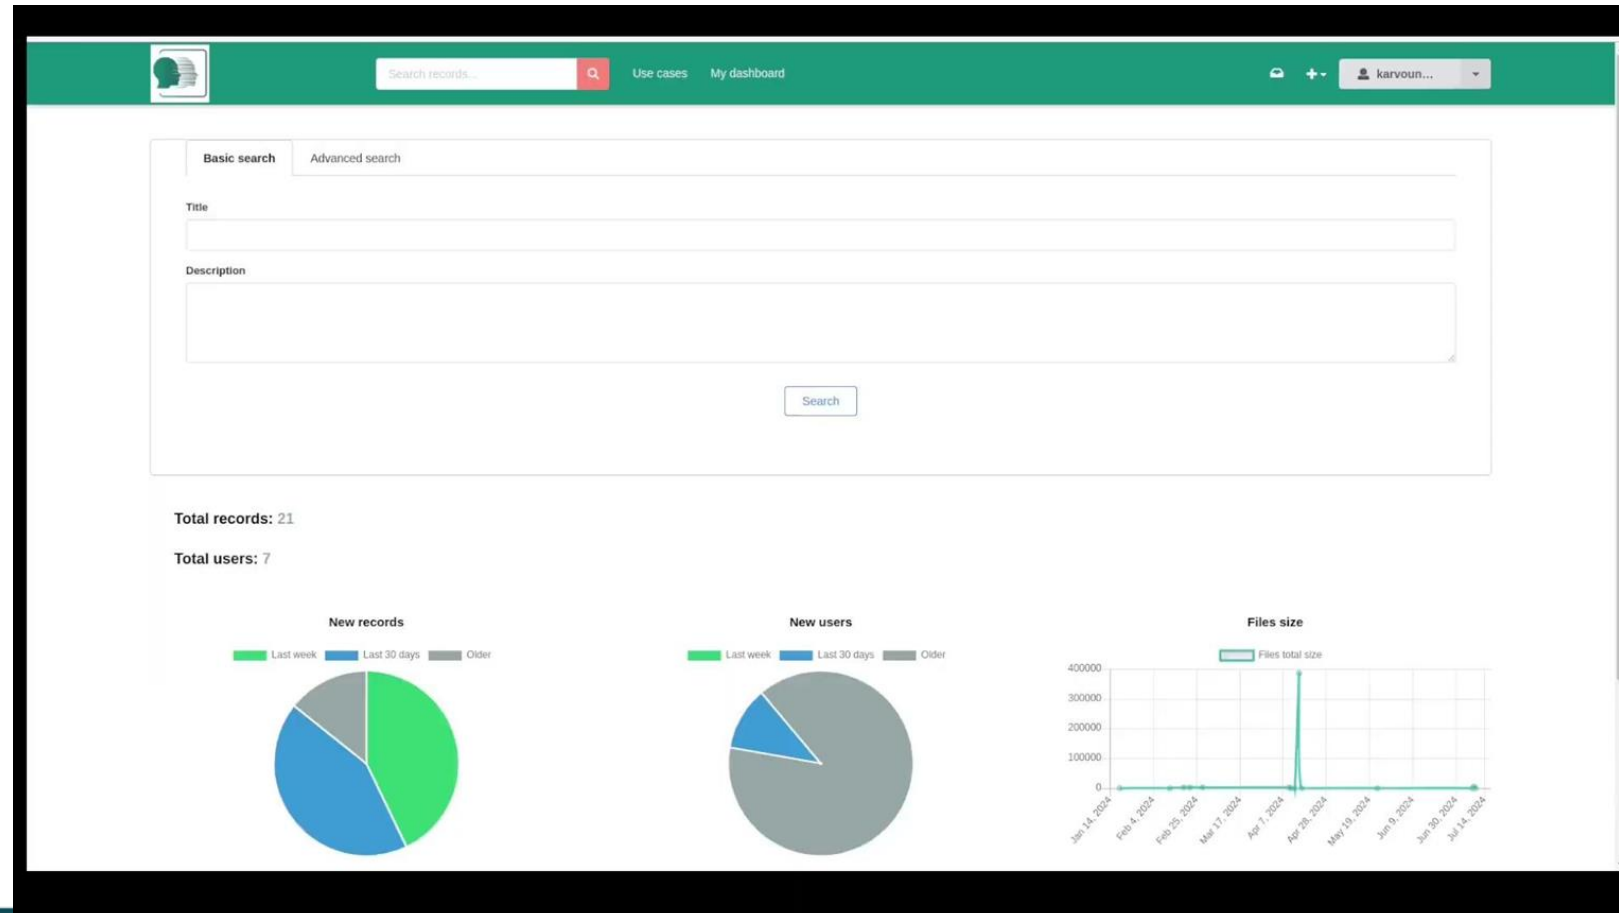 Search records...
Use cases
My dashboard
karvoun...
Basic search
Advanced search
Title
Description
Search
Total records: 21
Total users: 7
New records
Last week
Last 30 days
Older
New users
Last week
Last 30 days
Older
Files size
Files total size
400000
300000
200000
100000
0
Jan 14, 2024
Feb 4, 2024
Feb 25, 2024
Mar 17, 2024
Apr 7, 2024
Apr 28, 2024
May 19, 2024
Jun 9, 2024
Jun 30, 2024
Jul 14, 2024